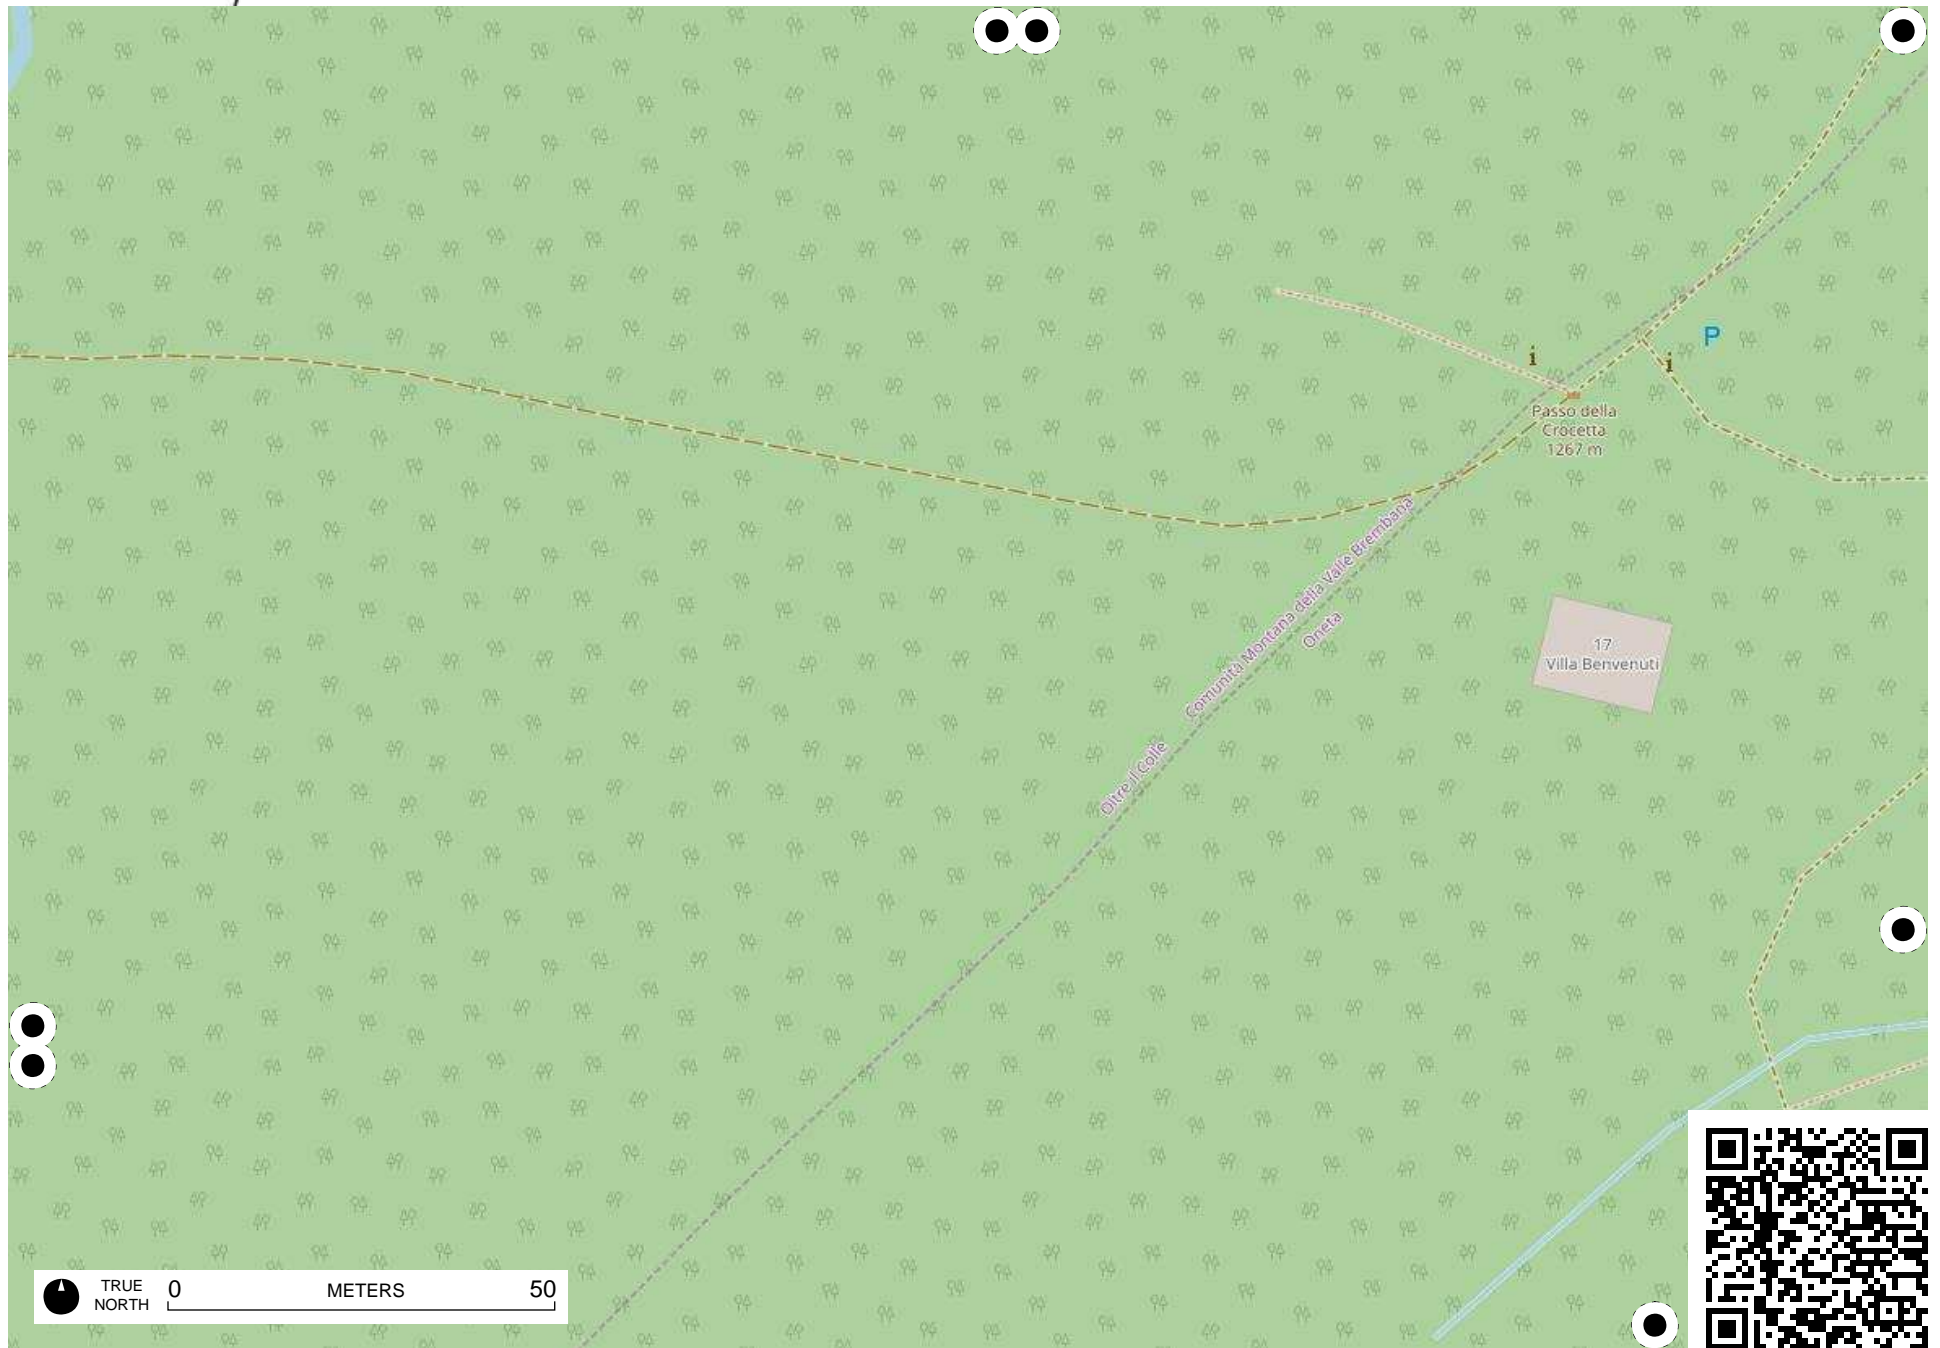 P
i
i
Passo della
Crocetta
1267 m
Comunità Montana della Valle Brembana
Oneta
17
Villa Benvenuti
Oltre il Colle
TRUE
NORTH
0 METERS 50